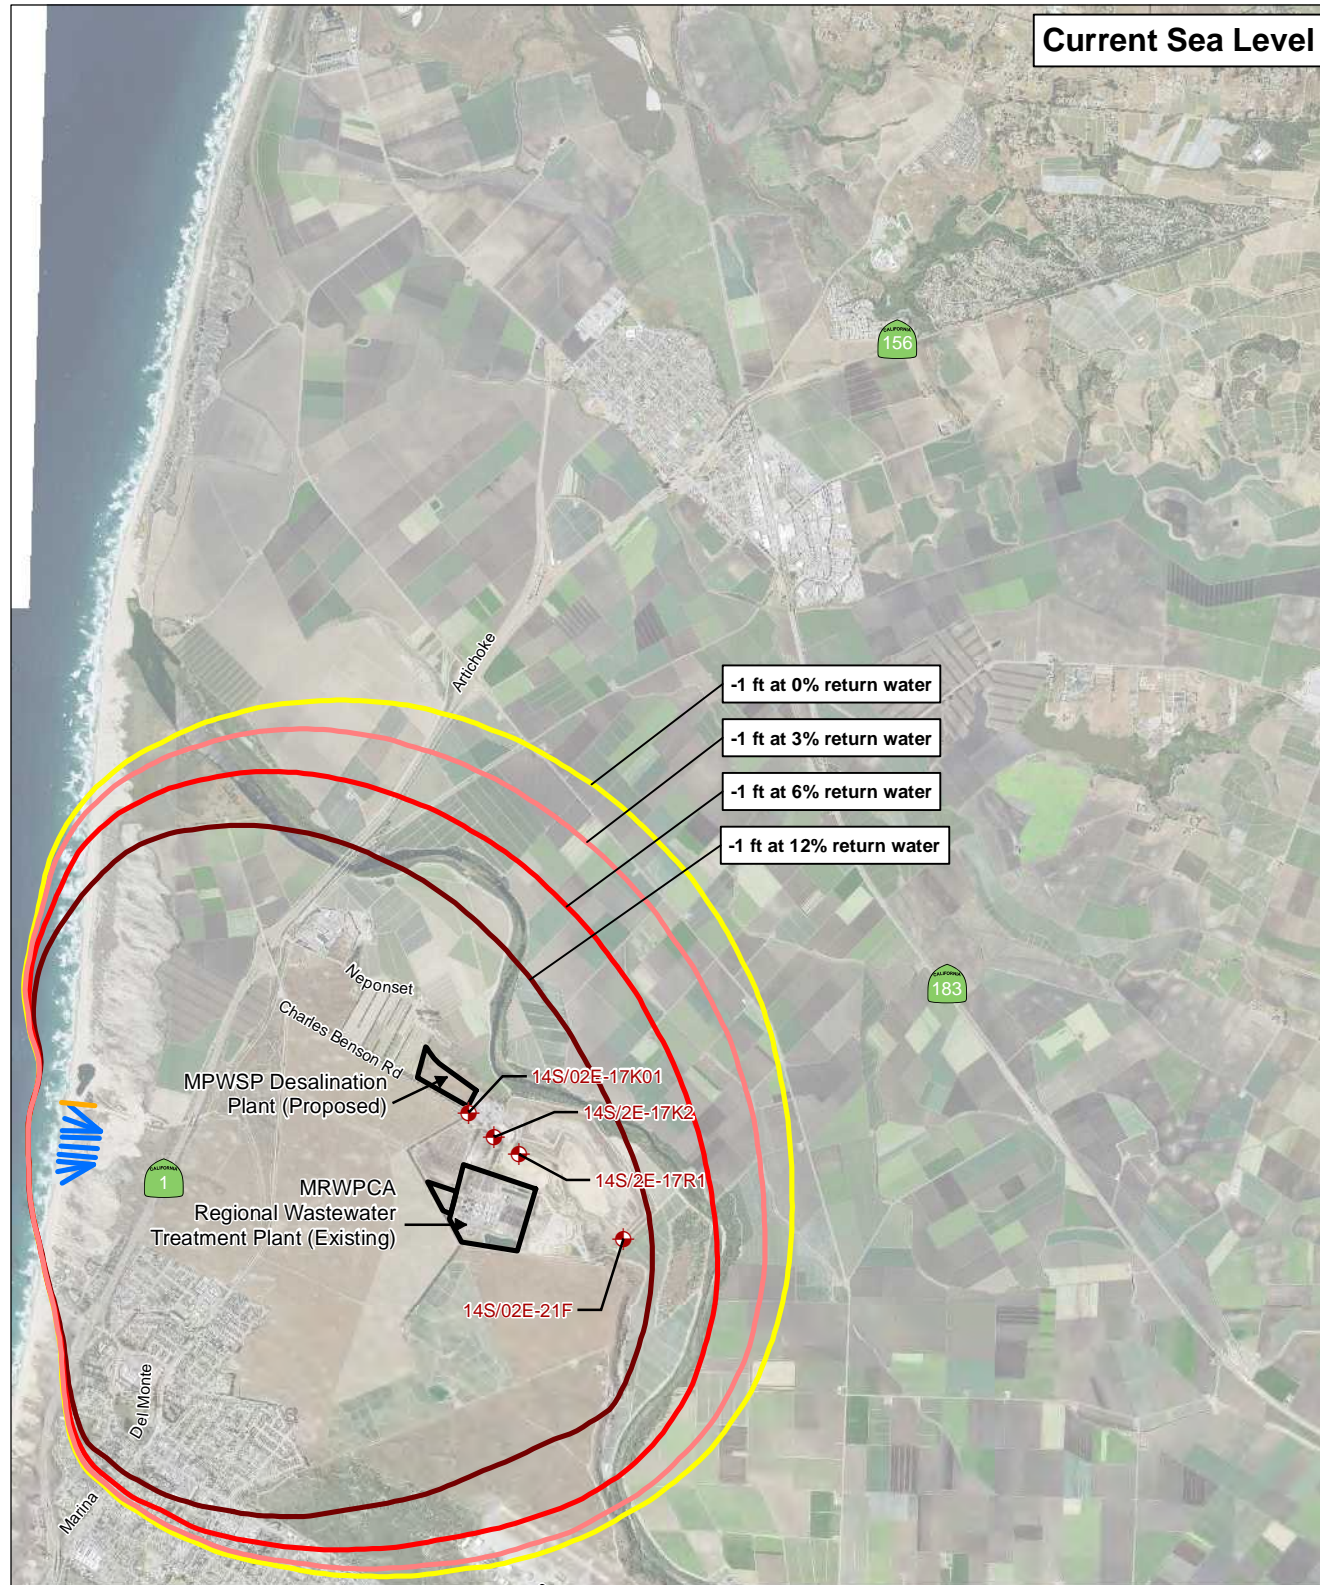 Current Sea Level
CALIFORNIA
156
Artichoke
-1 ft at 0% return water
-1 ft at 3% return water
-1 ft at 6% return water
-1 ft at 12% return water
Neponset
CALIFORNIA
183
Charles Benson Rd
MPWSP Desalination
Plant (Proposed)
14S/02E-17K01
14S/2E-17K2
14S/2E-17R1
CALIFORNIA
1
MRWPCA
Regional Wastewater
Treatment Plant (Existing)
14S/02E-21F
Del Monte
Marina